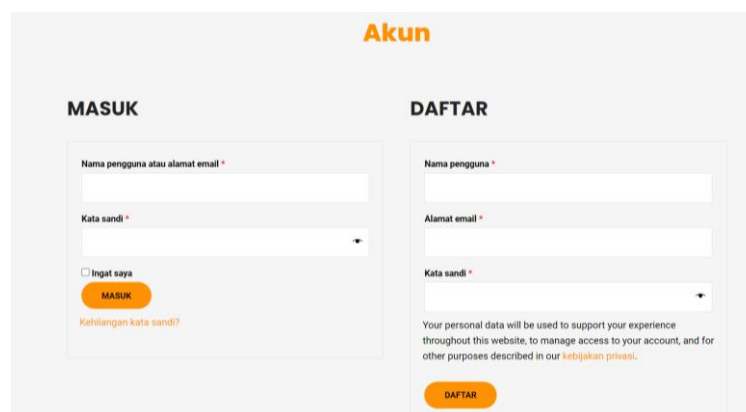 Akun
MASUK
Nama pengguna atau alamat email *
Kata sandi *
Ingat saya
MASUK
Kehilangan kata sandi?
DAFTAR
Nama pengguna *
Alamat email *
Kata sandi *
Your personal data will be used to support your experience
throughout this website, to manage access to your account, and for
other purposes described in our kebijakan privasi.
DAFTAR